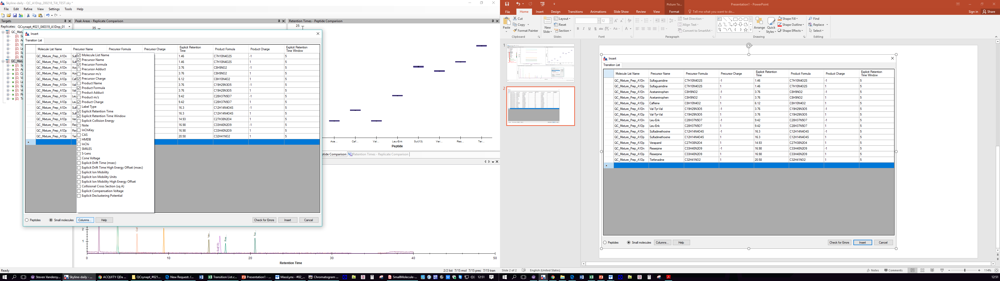 Skyline-daily - QC_A1Dnp_200218_Till_TEST.sky *
File Edit Refine View Settings Tools Help
Targets
Replicates: QCsynapt_#021_040319_A1Dnp_01
Peak Areas - Replicate Comparison
35
Retention Times - Peptide Comparison
25
Insert
Transition List
Molecule List Name Precursor Name Precursor Formula Precursor Charge Explicit Retention Time Product Formula Product Charge Explicit Retention Time Window
QC_Mixture_Prep_A1Dn 1.46 C7H10N4O2S -1 5
QC_Mixture_Prep_A1Dp 1.46 C7H10N4O2S 1 5
QC_Mixture_Prep_A1Dn 3.76 C8H9NO2 -1 5
QC_Mixture_Prep_A1Dp 3.76 C8H9NO2 1 5
QC_Mixture_Prep_A1Dp 6.12 C8H10N4O2 1 5
QC_Mixture_Prep_A1Dn 3.76 C19H29N3O5 -1 5
QC_Mixture_Prep_A1Dp 3.76 C19H29N3O5 1 5
QC_Mixture_Prep_A1Dn 9.42 C28H37N5O7 -1 5
QC_Mixture_Prep_A1Dp 9.42 C28H37N5O7 1 5
QC_Mixture_Prep_A1Dn 16.3 C12H14N4O4S -1 5
QC_Mixture_Prep_A1Dp 16.3 C12H14N4O4S 1 5
QC_Mixture_Prep_A1Dp 14.93 C27H38N2O4 1 5
QC_Mixture_Prep_A1Dn 16.98 C33H40N2O9 -1 5
QC_Mixture_Prep_A1Dp 16.98 C33H40N2O9 1 5
QC_Mixture_Prep_A1Dp 20.58 C32H41NO2 1 5
Molecule List Name
Precursor Name
Precursor Formula
Precursor Adduct
Precursor m/z
Precursor Charge
Product Name
Product Formula
Product Adduct
Product m/z
Product Charge
Label Type
Explicit Retention Time
Explicit Retention Time Window
Explicit Collision Energy
Note
InChiKey
CAS
HMDB
InChi
SMILES
S-Lens
Cone Voltage
Explicit Drift Time (msec)
Explicit Drift Time High Energy Offset (msec)
Explicit Ion Mobility
Explicit Ion Mobility Units
Explicit Ion Mobility High Energy Offset
Collisional Cross Section (sq A)
Explicit Compensation Voltage
Explicit Declustering Potential
Peptides Small molecules Columns... Help Check for Errors Insert Cancel
Ace... Caf... Val... Leu-Enk Sul(13) Ver... Res... Ter...
Peptide
Retention Times - Replicate Comparison
2
1
Ver...
Sul(13)
Res...
Ter...
0 10 20 30 40 50
Retention Time
Ready
2/2 list 7/15 mol 7/15 prec 7/15 tran
Steven Vandersy... Skyline-daily - ... ACQUITY QDa ... QCsynapt_#021... New Request: /... Transition List.c... Presentation1 - ... MassLynx - #02_... Chromatogram ... SmallMolecule-... 12:51
Presentation1 - PowerPoint
Picture To...
File Home Insert Design Transitions Animations Slide Show Review View Format Tell me what you want to do... Sign in Share
Paste Cut Copy Format Painter
Clipboard
New Slide Layout Reset Section
Slides
12
Font
Text Direction Align Text Convert to SmartArt
Paragraph
Arrange Quick Styles Shape Fill Shape Outline Shape Effects
Drawing
Find Replace Select
Editing
1
2
Insert
Transition List
Molecule List Name Precursor Name Precursor Formula Precursor Charge Explicit Retention Time Product Formula Product Charge Explicit Retention Time Window
QC_Mixture_Prep_A1Dn Sulfaguanidine C7H10N4O2S -1 1.46 C7H10N4O2S -1 5
QC_Mixture_Prep_A1Dp Sulfaguanidine C7H10N4O2S 1 1.46 C7H10N4O2S 1 5
QC_Mixture_Prep_A1Dn Acetaminophen C8H9NO2 -1 3.76 C8H9NO2 -1 5
QC_Mixture_Prep_A1Dp Acetaminophen C8H9NO2 1 3.76 C8H9NO2 1 5
QC_Mixture_Prep_A1Dp Caffeine C8H10N4O2 1 6.12 C8H10N4O2 1 5
QC_Mixture_Prep_A1Dn Val-Tyr-Val C19H29N3O5 -1 3.76 C19H29N3O5 -1 5
QC_Mixture_Prep_A1Dp Val-Tyr-Val C19H29N3O5 1 3.76 C19H29N3O5 1 5
QC_Mixture_Prep_A1Dn Leu-Enk C28H37N5O7 -1 9.42 C28H37N5O7 -1 5
QC_Mixture_Prep_A1Dp Leu-Enk C28H37N5O7 1 9.42 C28H37N5O7 1 5
QC_Mixture_Prep_A1Dn Sulfadimethoxine C12H14N4O4S -1 16.3 C12H14N4O4S -1 5
QC_Mixture_Prep_A1Dp Sulfadimethoxine C12H14N4O4S 1 16.3 C12H14N4O4S 1 5
QC_Mixture_Prep_A1Dp Verapamil C27H38N2O4 1 14.93 C27H38N2O4 1 5
QC_Mixture_Prep_A1Dn Reserpine C33H40N2O9 -1 16.98 C33H40N2O9 -1 5
QC_Mixture_Prep_A1Dp Reserpine C33H40N2O9 1 16.98 C33H40N2O9 1 5
QC_Mixture_Prep_A1Dp Terfenadine C32H41NO2 1 20.58 C32H41NO2 1 5
Peptides Small molecules Columns... Help Check for Errors Insert Cancel
Slide 2 of 2 English (United States) Notes Comments 114%
12:51